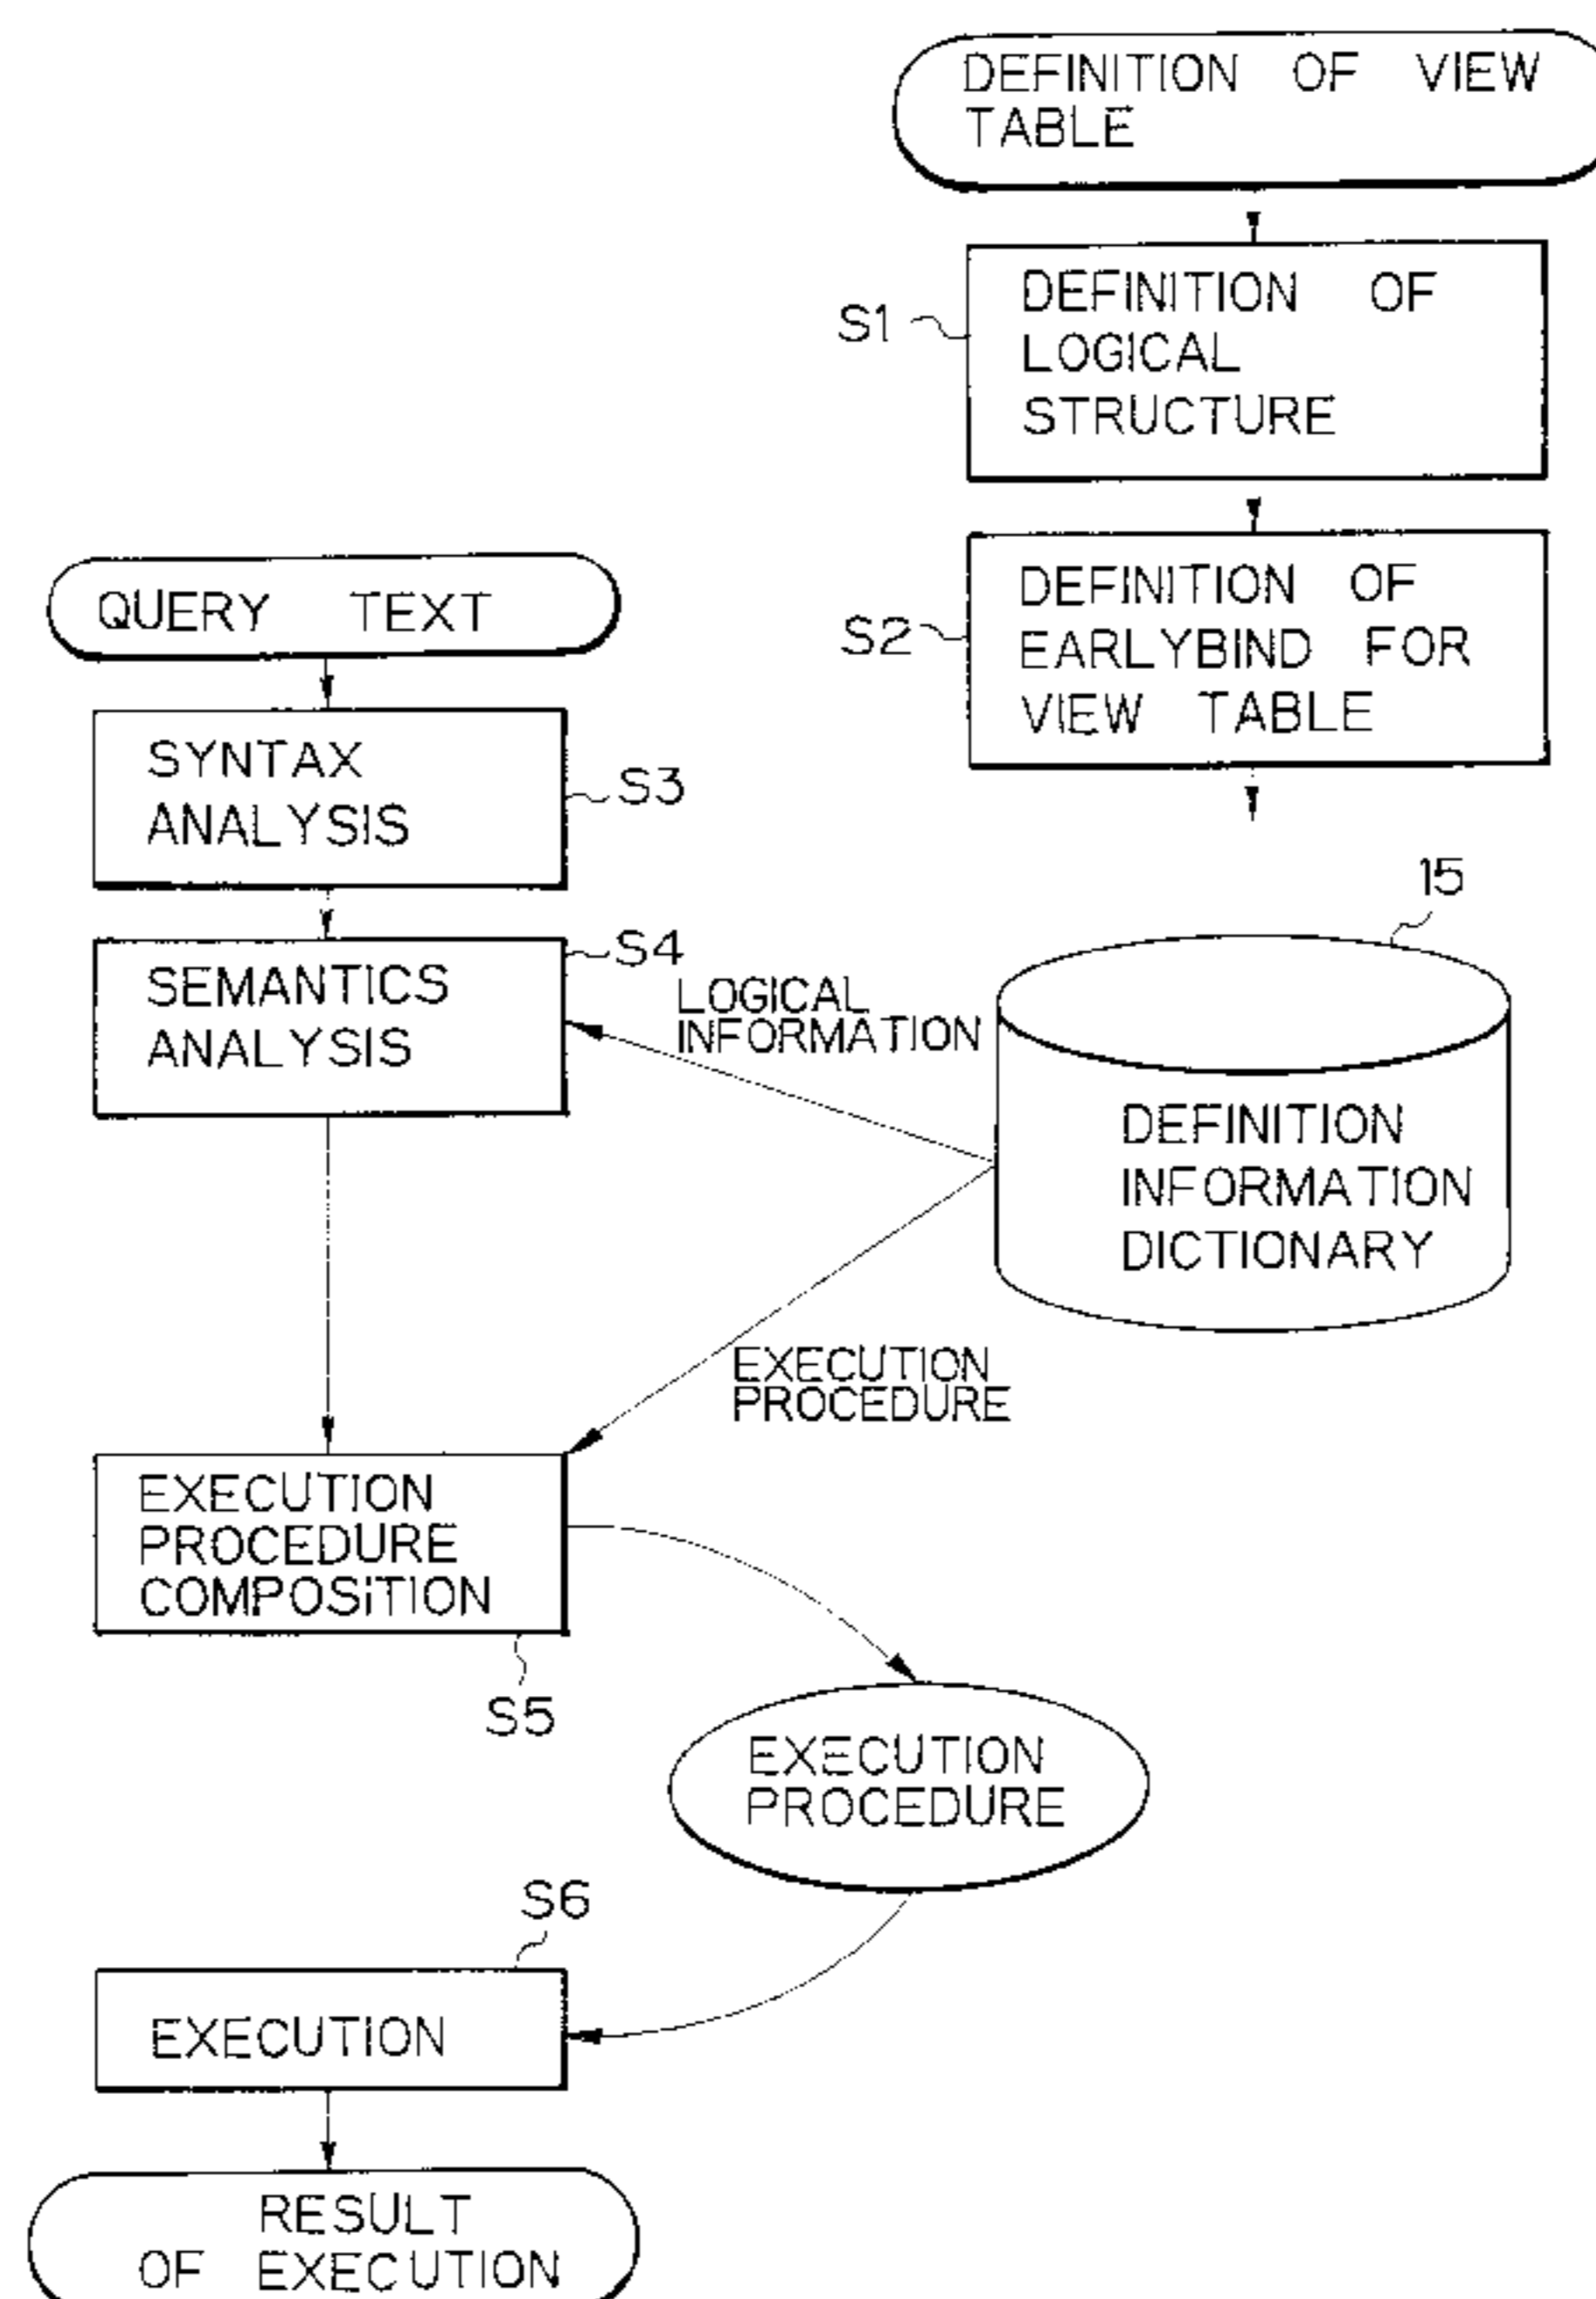 DEFINITION OF VIEW
TABLE
S1
DEFINITION OF
LOGICAL
STRUCTURE
S2
DEFINITION OF
EARLYBIND FOR
VIEW TABLE
QUERY TEXT
SYNTAX
ANALYSIS
S3
SEMANTICS
ANALYSIS
S4
LOGICAL
INFORMATION
15
DEFINITION
INFORMATION
DICTIONARY
EXECUTION
PROCEDURE
EXECUTION
PROCEDURE
COMPOSITION
S5
EXECUTION
PROCEDURE
S6
EXECUTION
RESULT
OF EXECUTION